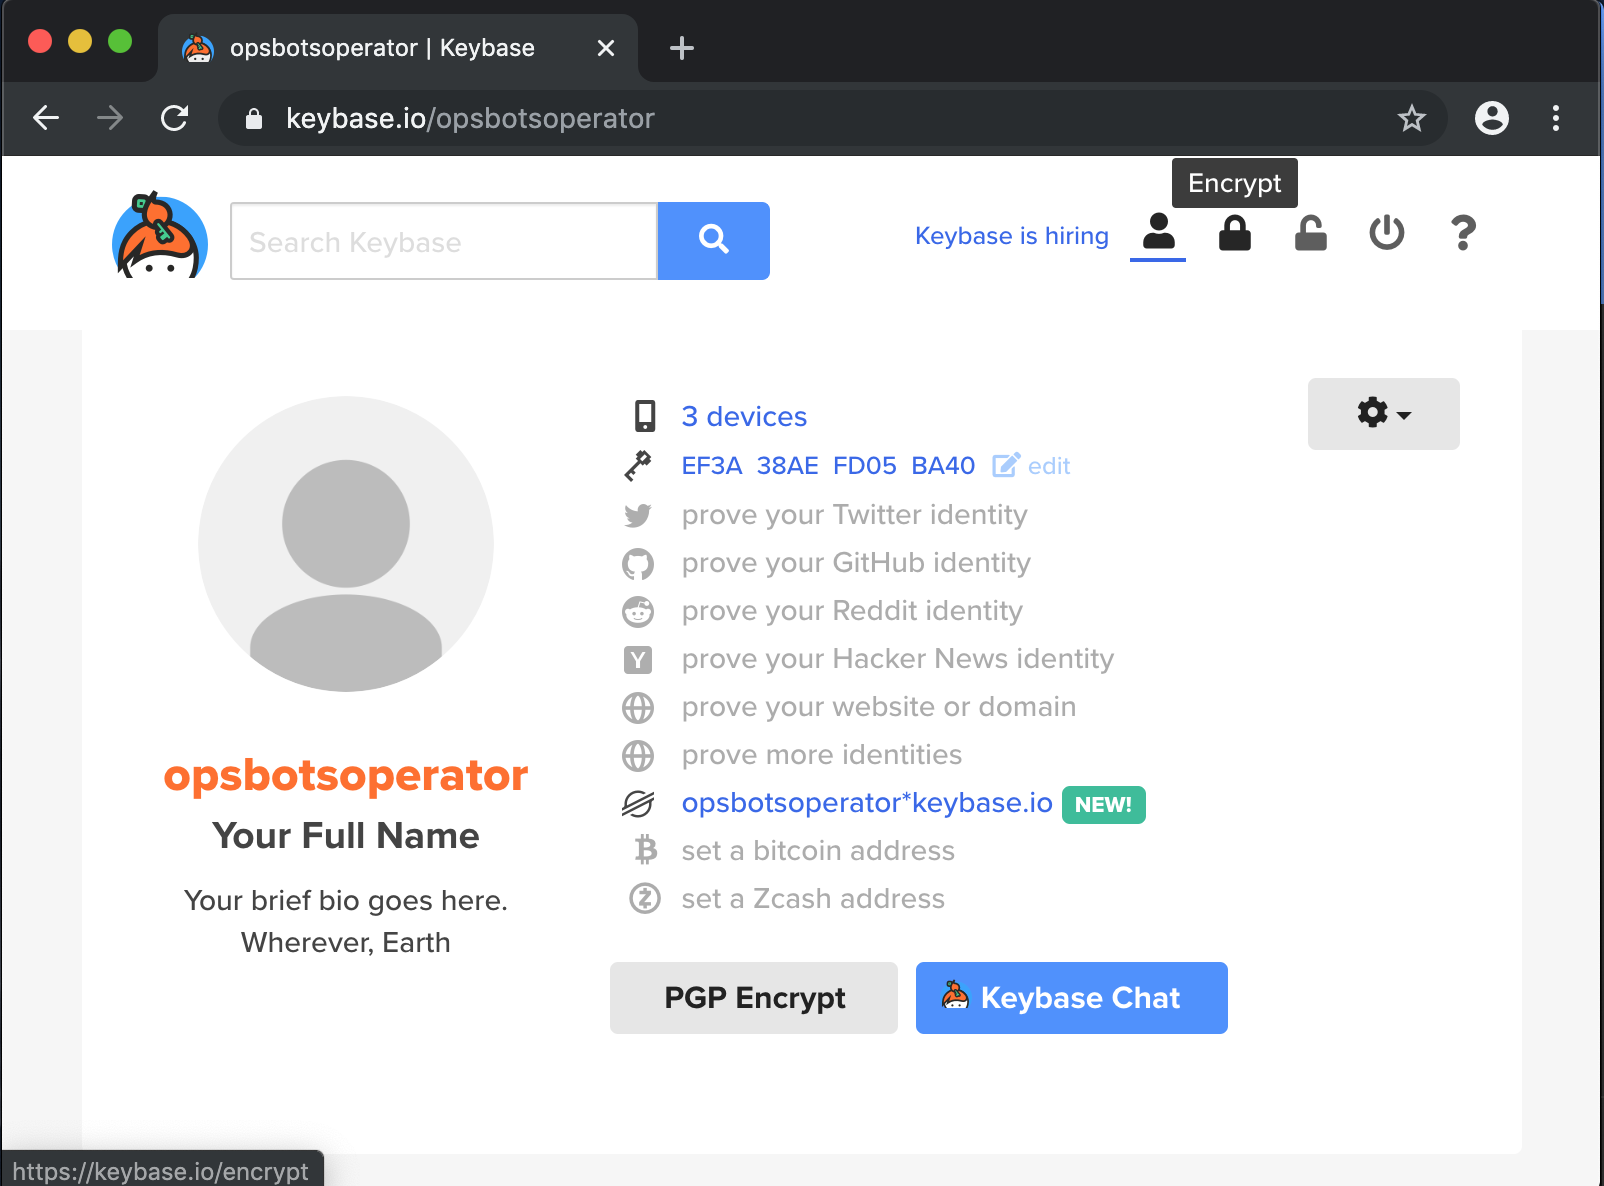 opsbotsoperator | Keybase
keybase.io/opsbotsoperator
Encrypt
Search Keybase
Keybase is hiring
3 devices
EF3A 38AE FD05 BA40 edit
prove your Twitter identity
prove your GitHub identity
prove your Reddit identity
prove your Hacker News identity
prove your website or domain
prove more identities
opsbotsoperator*keybase.io NEW!
set a bitcoin address
set a Zcash address
opsbotsoperator
Your Full Name
Your brief bio goes here.
Wherever, Earth
PGP Encrypt
Keybase Chat
https://keybase.io/encrypt